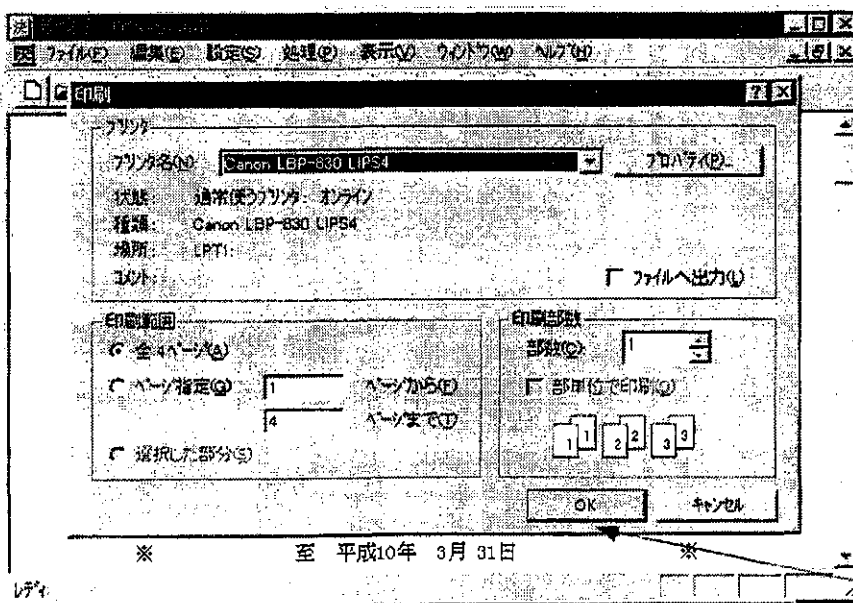 決
ファイル(F) 編集(E) 設定(S) 処理(P) 表示(V) ウィンドウ(W) ヘルプ(H)
印刷
プリンタ
プリンタ名(N): Canon LBP-830 LIPS4 プロパティ(P)...
状態: 通常使うプリンタ: オンライン
種類: Canon LBP-830 LIPS4
場所: LPT1:
コメント: ファイルへ出力(L)
印刷範囲 印刷部数
全 4ページ(A) 部数(C): 1
ページ指定(G) 1 ページから(F) 部単位で印刷(O)
4 ページまで(T)
1 1 2 2 3 3
選択した部分(S)
OK キャンセル
※ 至 平成10年 3月31日 ※
レディ